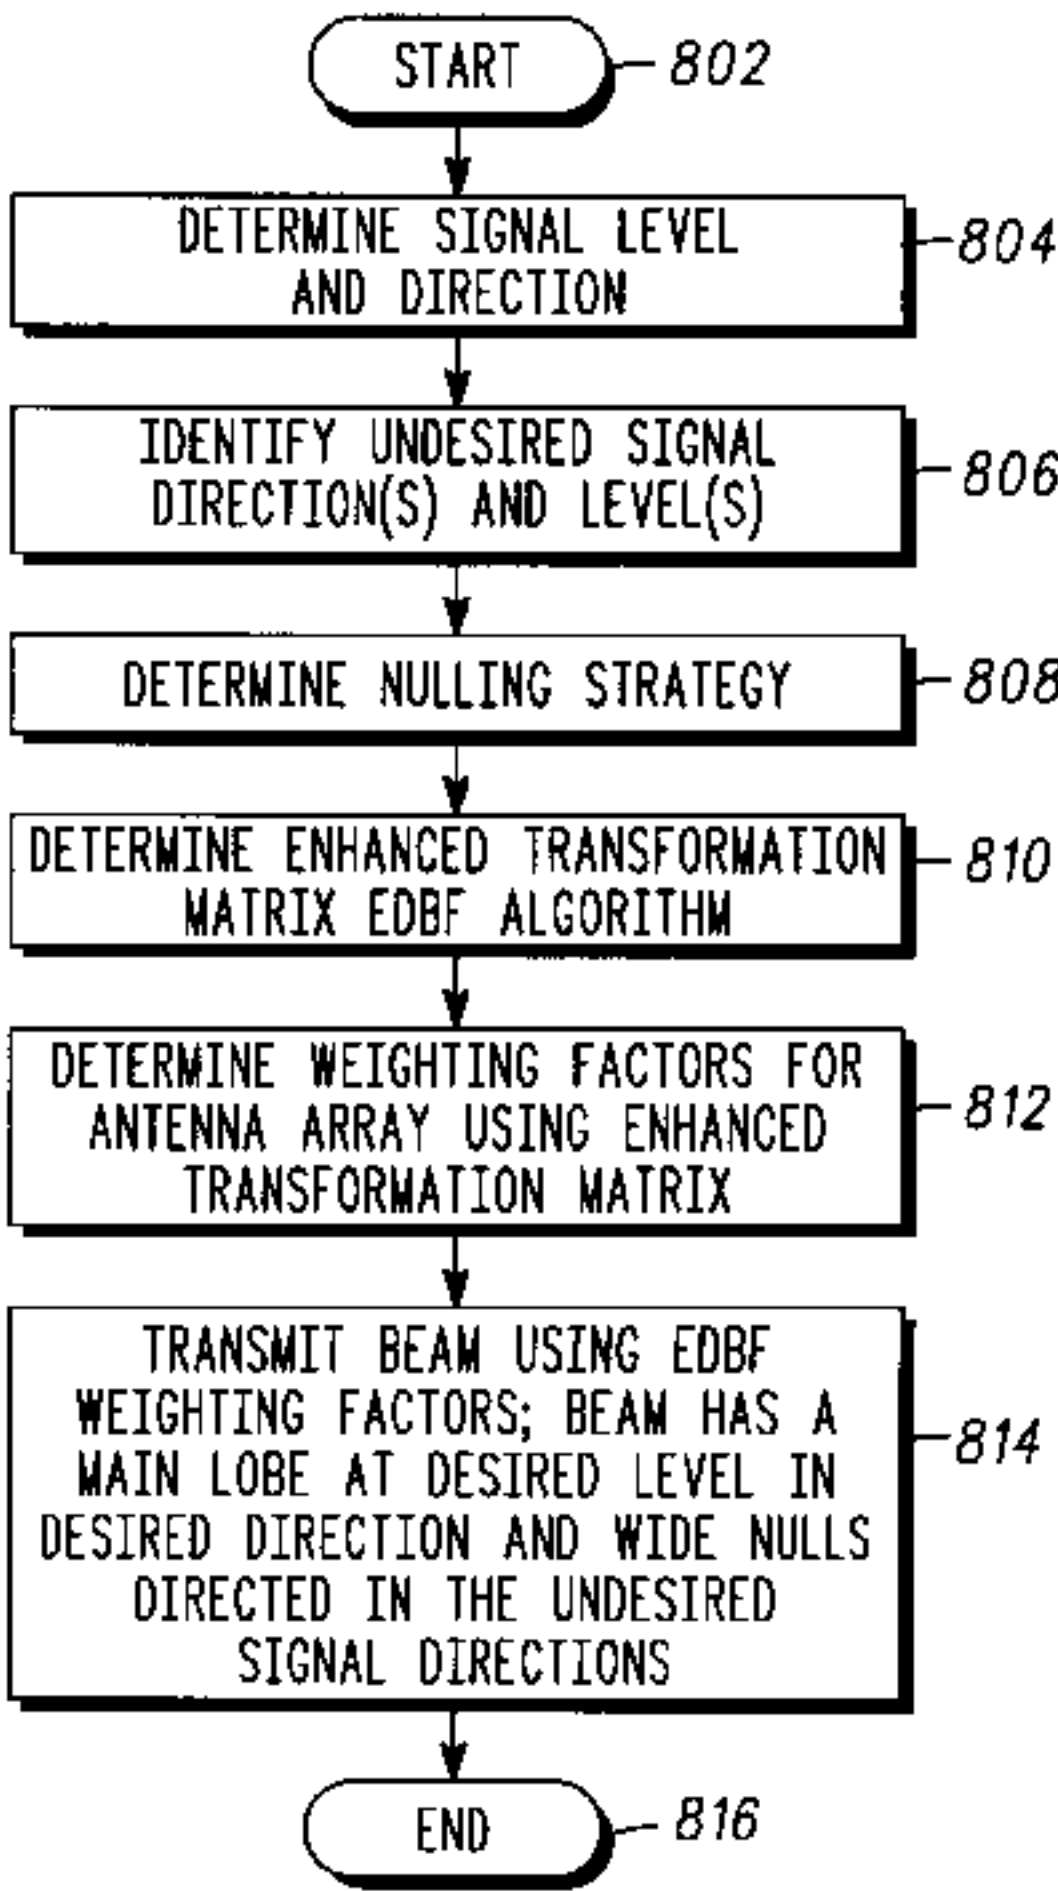 START
802
DETERMINE SIGNAL LEVEL
AND DIRECTION
804
IDENTIFY UNDESIRED SIGNAL
DIRECTION(S) AND LEVEL(S)
806
DETERMINE NULLING STRATEGY
808
DETERMINE ENHANCED TRANSFORMATION
MATRIX EDBF ALGORITHM
810
DETERMINE WEIGHTING FACTORS FOR
ANTENNA ARRAY USING ENHANCED
TRANSFORMATION MATRIX
812
TRANSMIT BEAM USING EDBF
WEIGHTING FACTORS; BEAM HAS A
MAIN LOBE AT DESIRED LEVEL IN
DESIRED DIRECTION AND WIDE NULLS
DIRECTED IN THE UNDESIRED
SIGNAL DIRECTIONS
814
END
816